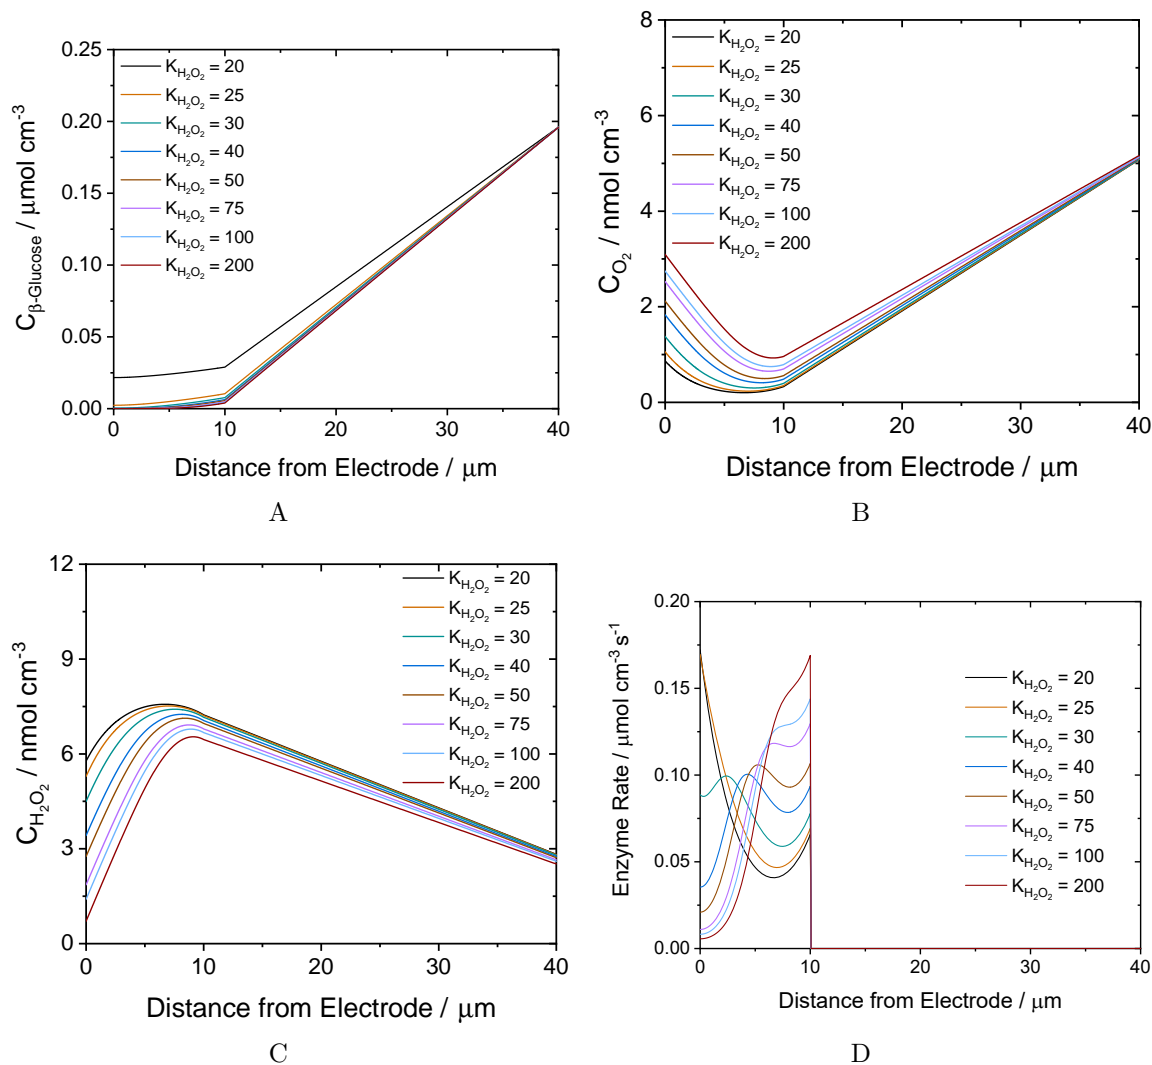 0.25
0.20
0.15
0.10
0.05
0.00
C_β-Glucose / μmol cm⁻³
K_H₂O₂ = 20
K_H₂O₂ = 25
K_H₂O₂ = 30
K_H₂O₂ = 40
K_H₂O₂ = 50
K_H₂O₂ = 75
K_H₂O₂ = 100
K_H₂O₂ = 200
0 10 20 30 40
Distance from Electrode / μm
A
8
6
4
2
0
C_O₂ / nmol cm⁻³
K_H₂O₂ = 20
K_H₂O₂ = 25
K_H₂O₂ = 30
K_H₂O₂ = 40
K_H₂O₂ = 50
K_H₂O₂ = 75
K_H₂O₂ = 100
K_H₂O₂ = 200
0 10 20 30 40
Distance from Electrode / μm
B
12
9
6
3
0
C_H₂O₂ / nmol cm⁻³
K_H₂O₂ = 20
K_H₂O₂ = 25
K_H₂O₂ = 30
K_H₂O₂ = 40
K_H₂O₂ = 50
K_H₂O₂ = 75
K_H₂O₂ = 100
K_H₂O₂ = 200
0 10 20 30 40
Distance from Electrode / μm
C
0.20
0.15
0.10
0.05
0.00
Enzyme Rate / μmol cm⁻³ s⁻¹
K_H₂O₂ = 20
K_H₂O₂ = 25
K_H₂O₂ = 30
K_H₂O₂ = 40
K_H₂O₂ = 50
K_H₂O₂ = 75
K_H₂O₂ = 100
K_H₂O₂ = 200
0 10 20 30 40
Distance from Electrode / μm
D